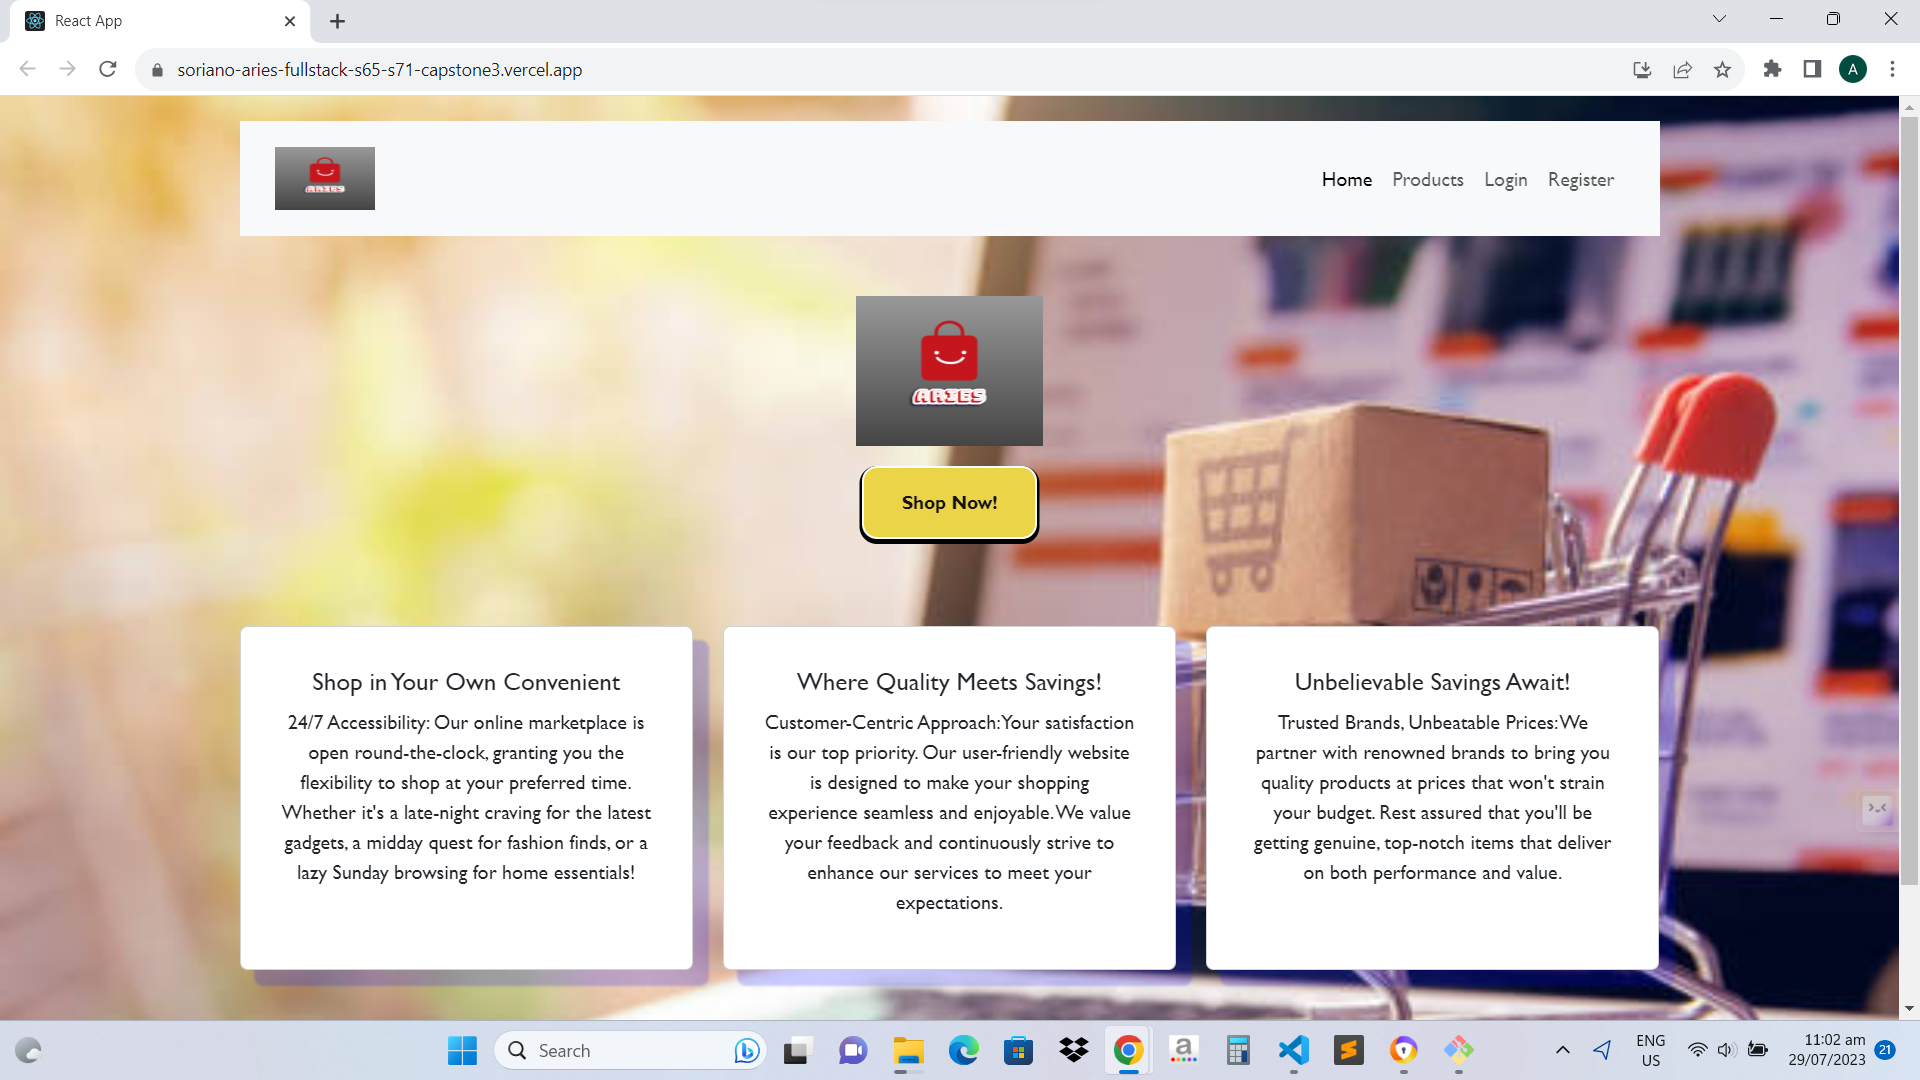 React App
soriano-aries-fullstack-s65-s71-capstone3.vercel.app
A
ARIES
Home Products Login Register
ARIES
Shop Now!
Shop in Your Own Convenient
24/7 Accessibility: Our online marketplace is
open round-the-clock, granting you the
flexibility to shop at your preferred time.
Whether it's a late-night craving for the latest
gadgets, a midday quest for fashion finds, or a
lazy Sunday browsing for home essentials!
Where Quality Meets Savings!
Customer-Centric Approach: Your satisfaction
is our top priority. Our user-friendly website
is designed to make your shopping
experience seamless and enjoyable. We value
your feedback and continuously strive to
enhance our services to meet your
expectations.
Unbelievable Savings Await!
Trusted Brands, Unbeatable Prices: We
partner with renowned brands to bring you
quality products at prices that won't strain
your budget. Rest assured that you'll be
getting genuine, top-notch items that deliver
on both performance and value.
Search
a
ENG
US
11:02 am
29/07/2023
21